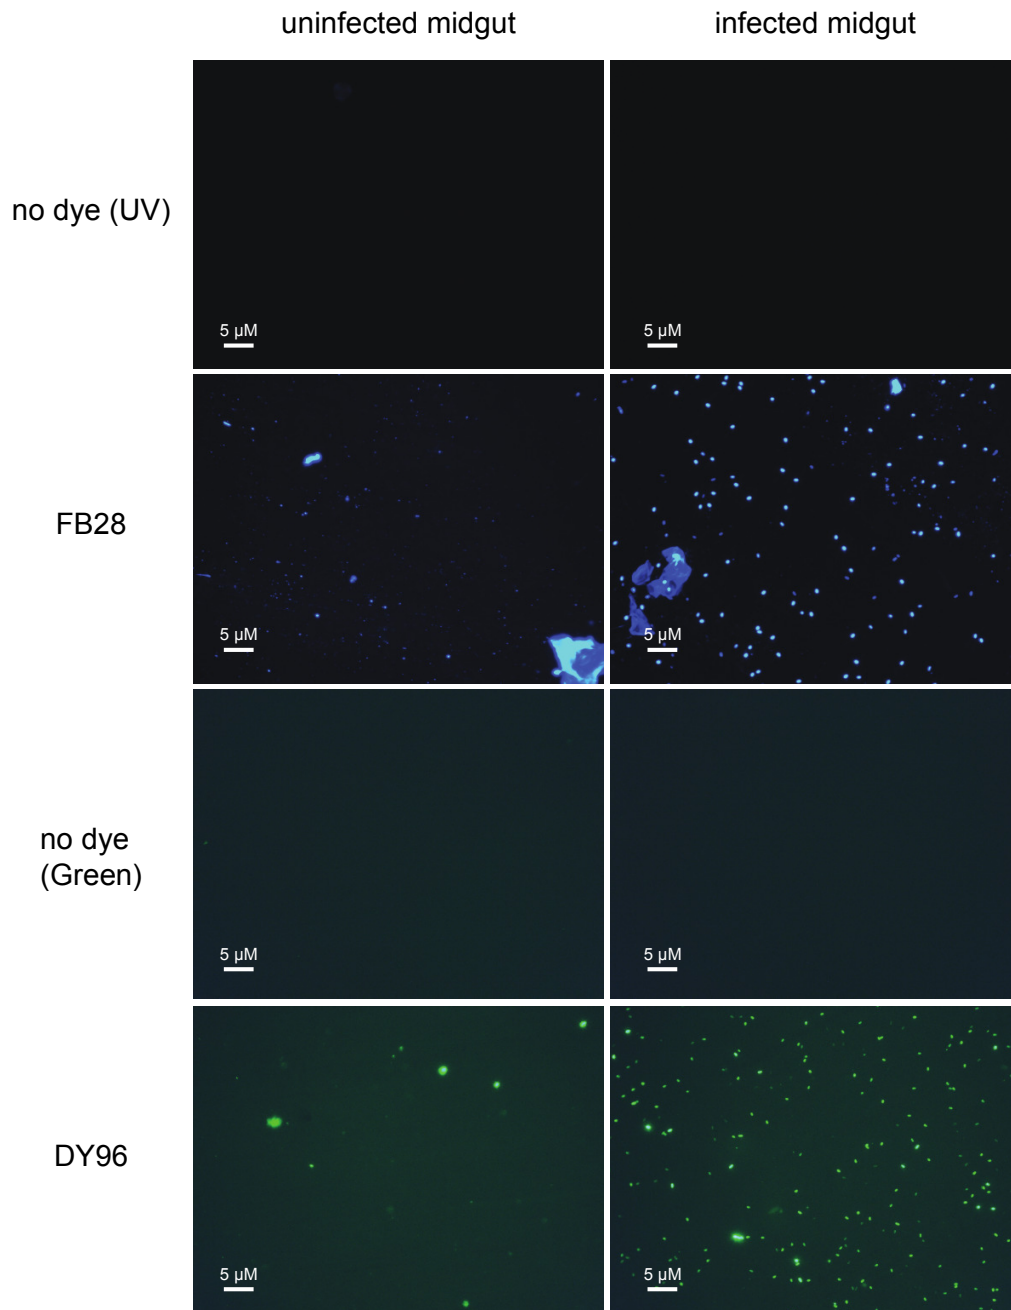 uninfected midgut
infected midgut
no dye (UV)
5 µM
5 µM
FB28
5 µM
5 µM
no dye
(Green)
5 µM
5 µM
DY96
5 µM
5 µM